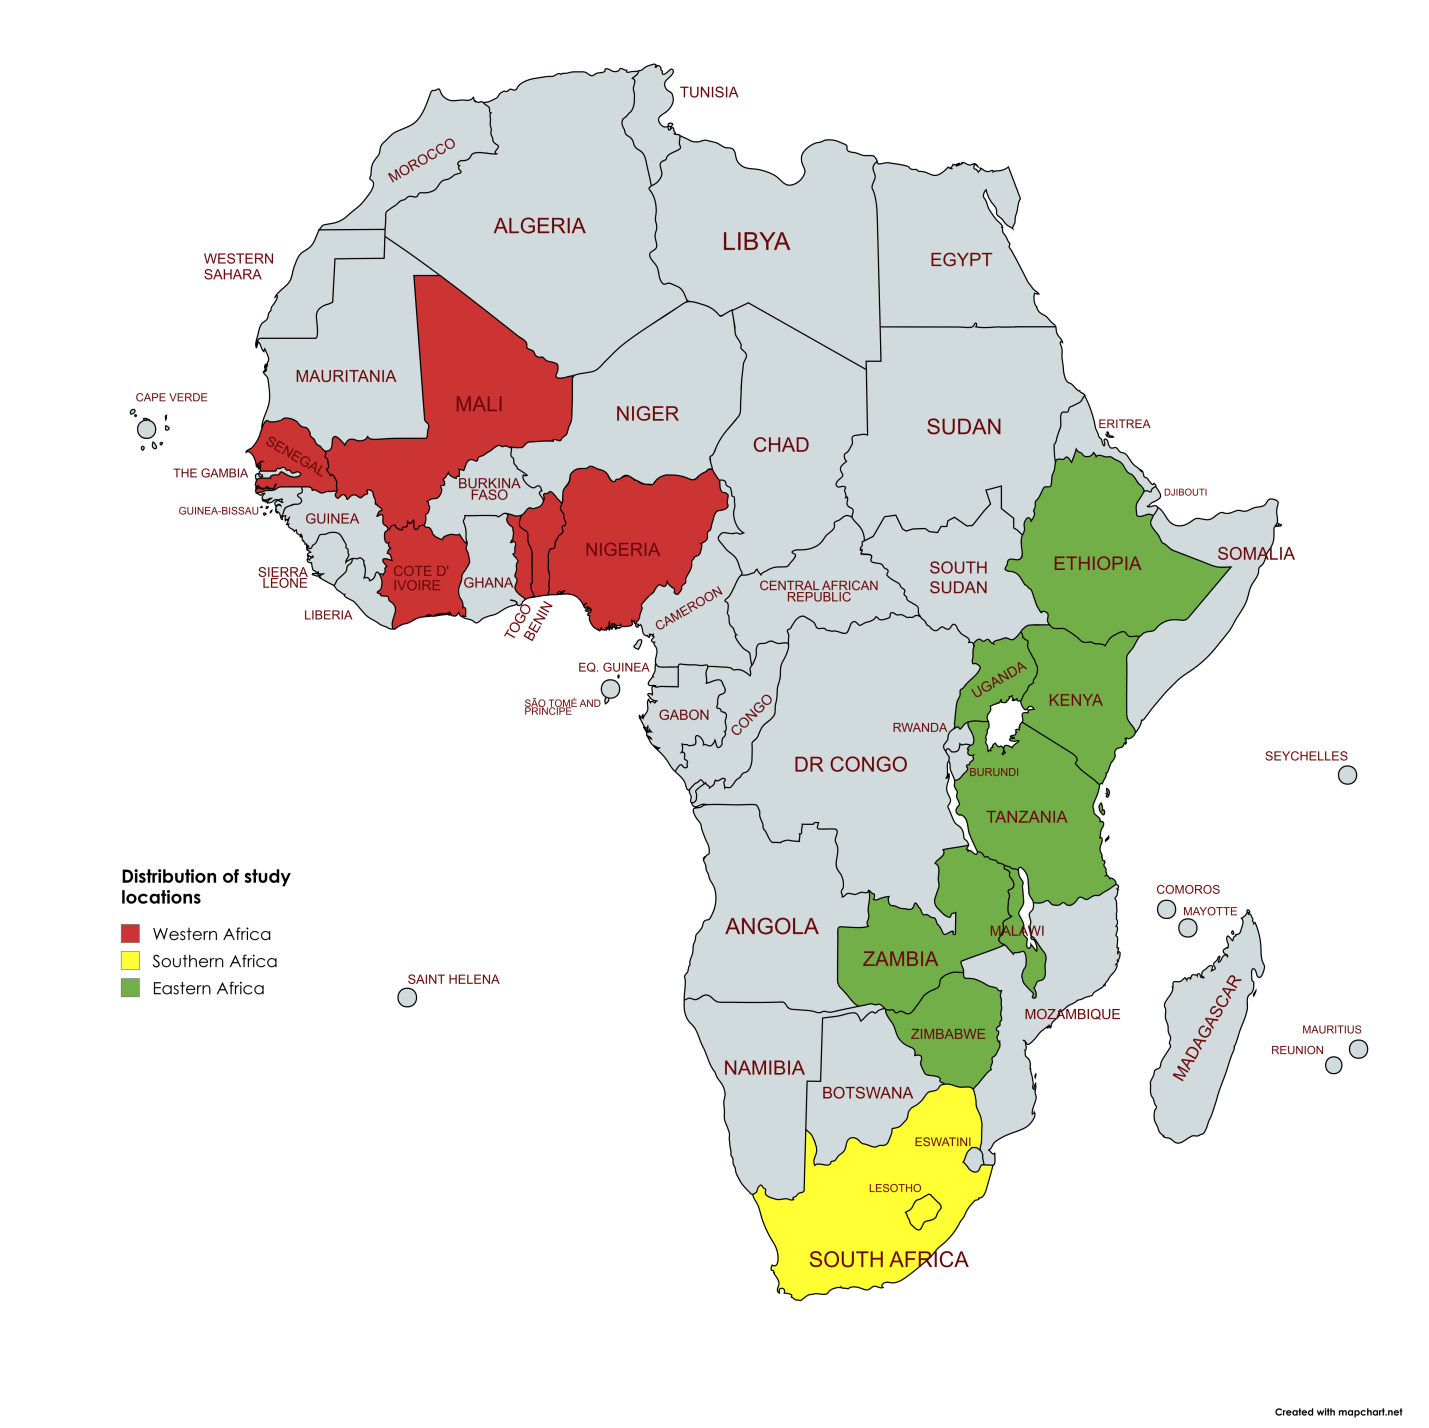 TUNISIA
MOROCCO
ALGERIA
LIBYA
EGYPT
WESTERN
SAHARA
MAURITANIA
MALI
NIGER
CHAD
SUDAN
ERITREA
CAPE VERDE
SENEGAL
THE GAMBIA
GUINEA-BISSAU
GUINEA
BURKINA
FASO
DJIBOUTI
NIGERIA
SIERRA
LEONE
COTE D'
IVOIRE
GHANA
LIBERIA
TOGO
BENIN
CAMEROON
CENTRAL AFRICAN
REPUBLIC
SOUTH
SUDAN
ETHIOPIA
SOMALIA
EQ. GUINEA
SÃO TOMÉ AND
PRINCIPE
GABON
CONGO
UGANDA
KENYA
RWANDA
DR CONGO
BURUNDI
TANZANIA
SEYCHELLES
Distribution of study
locations
Western Africa
Southern Africa
Eastern Africa
COMOROS
MAYOTTE
ANGOLA
MALAWI
ZAMBIA
SAINT HELENA
MOZAMBIQUE
MADAGASCAR
ZIMBABWE
MAURITIUS
REUNION
NAMIBIA
BOTSWANA
ESWATINI
LESOTHO
SOUTH AFRICA
Created with mapchart.net